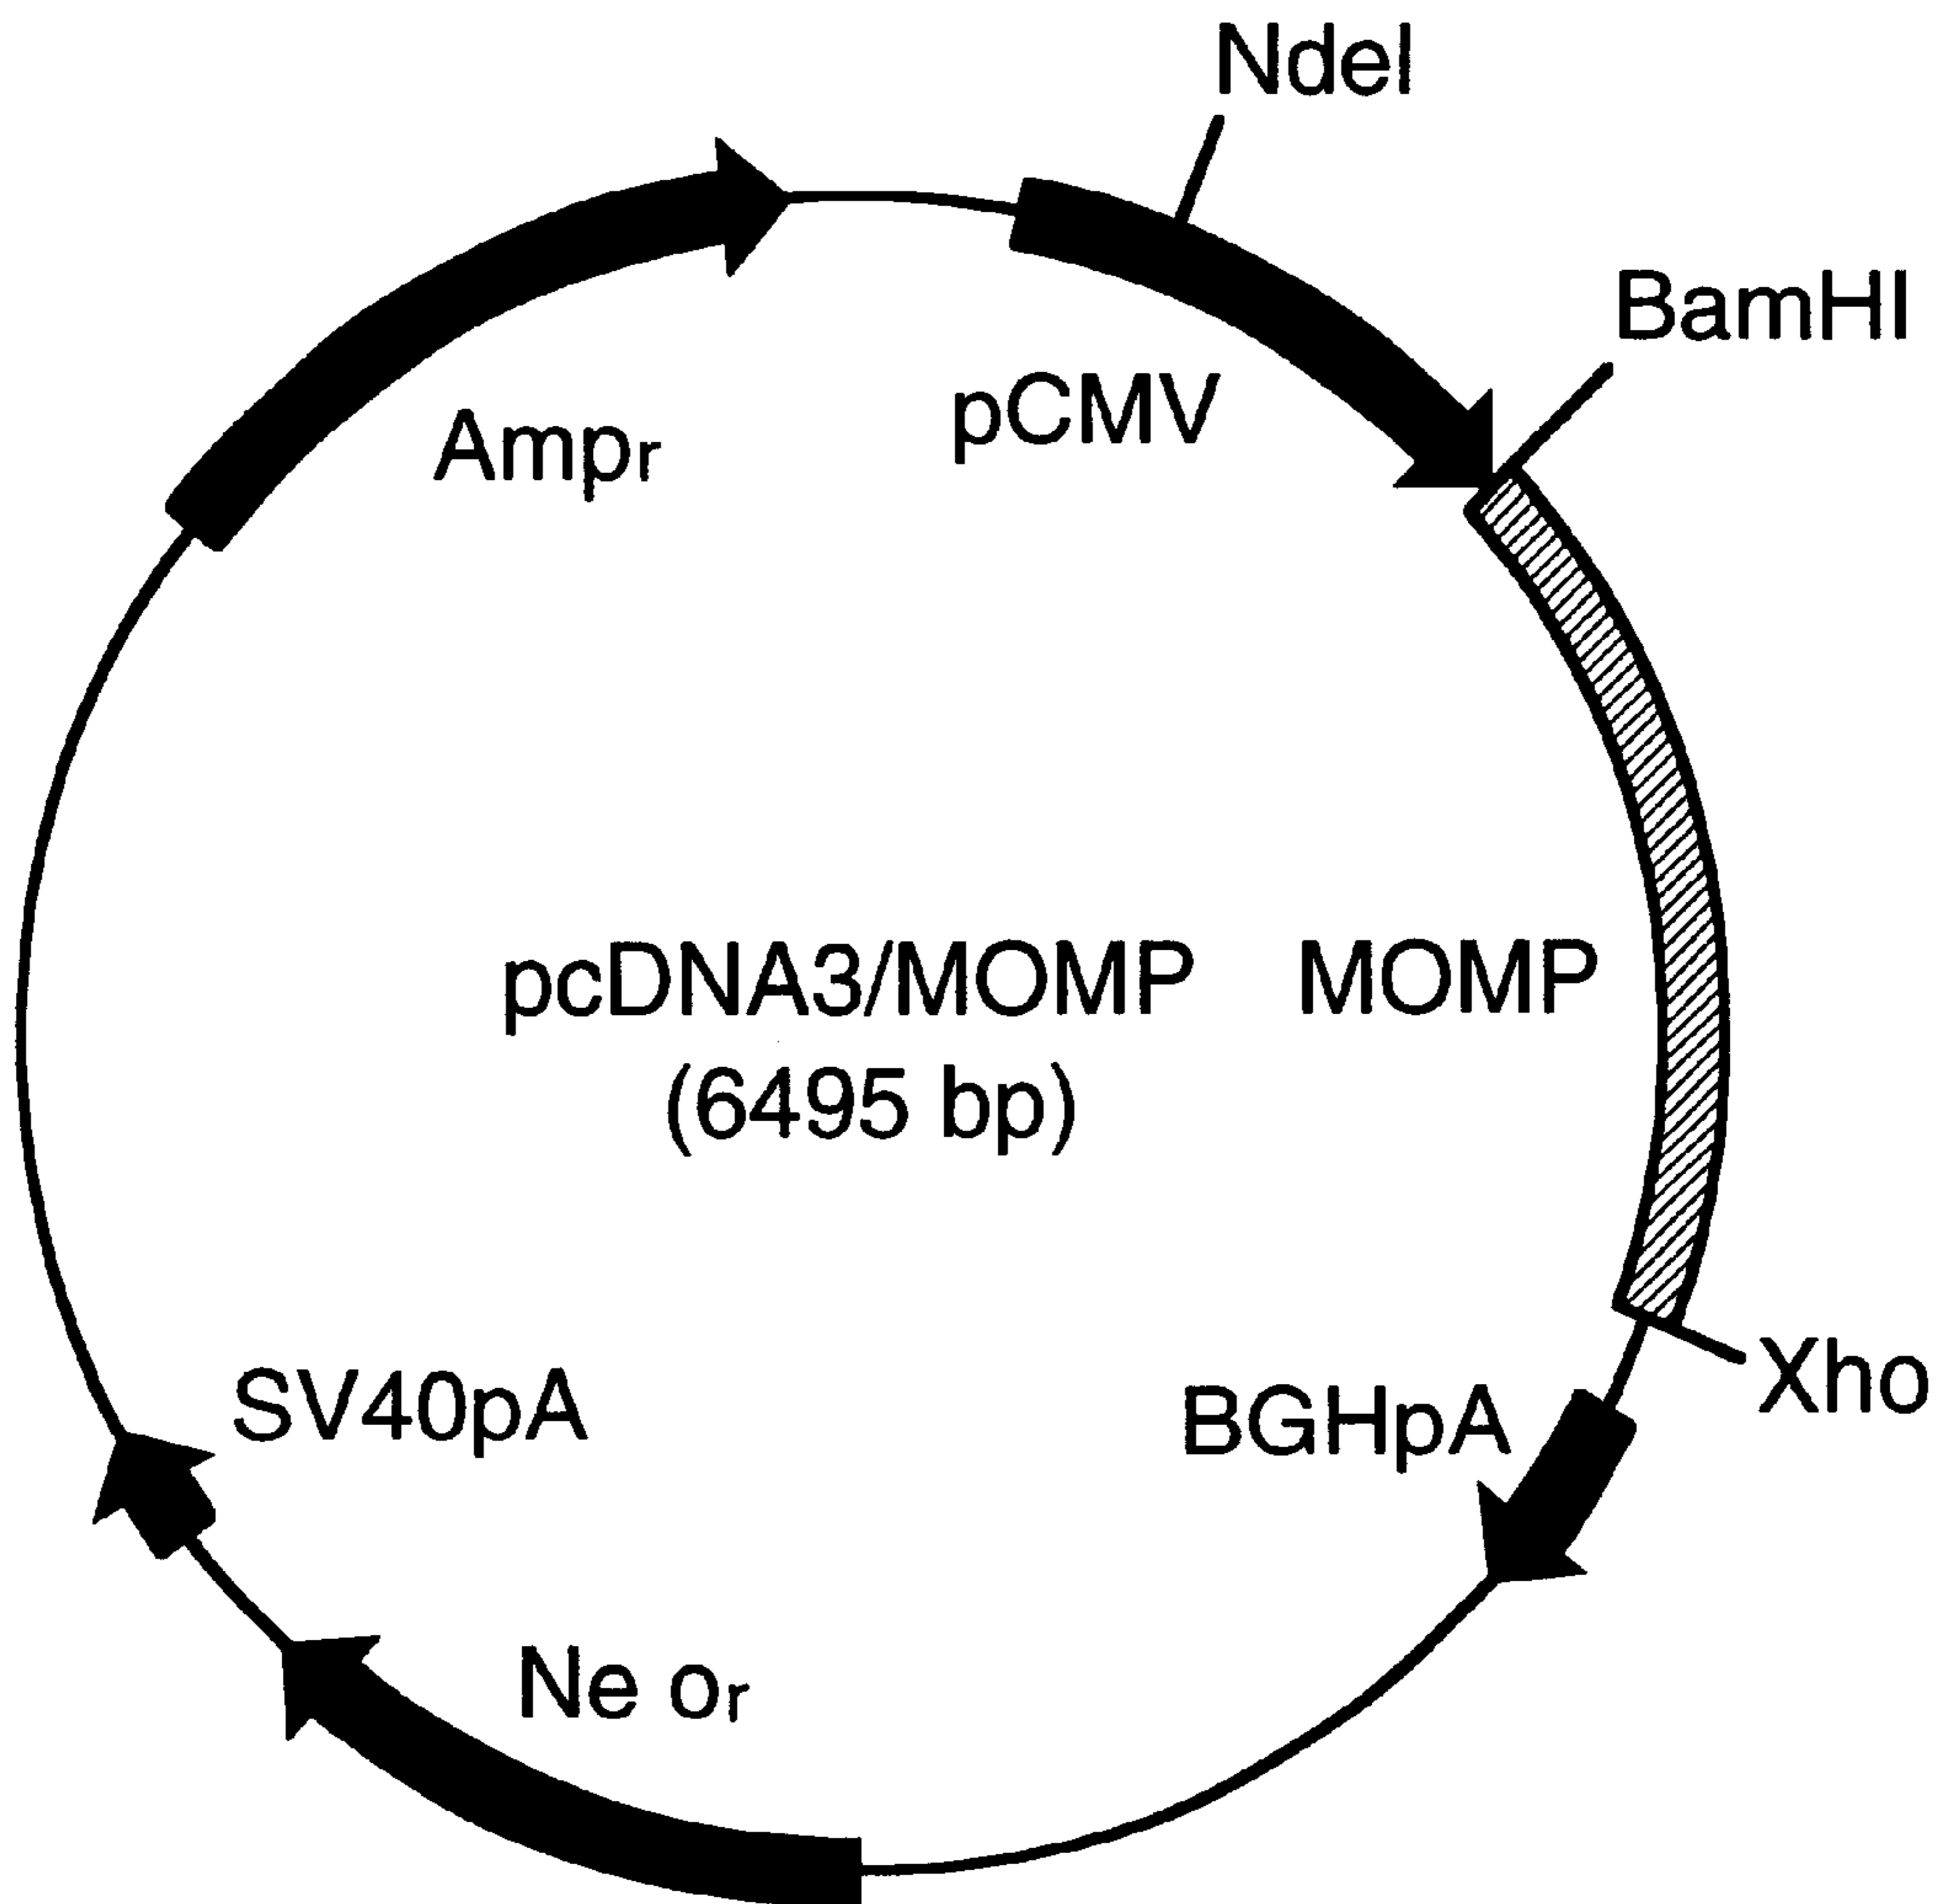 NdeI
BamHI
pCMV
Ampr
pcDNA3/MOMP
(6495 bp)
MOMP
Xho
BGHpA
SV40pA
Ne or